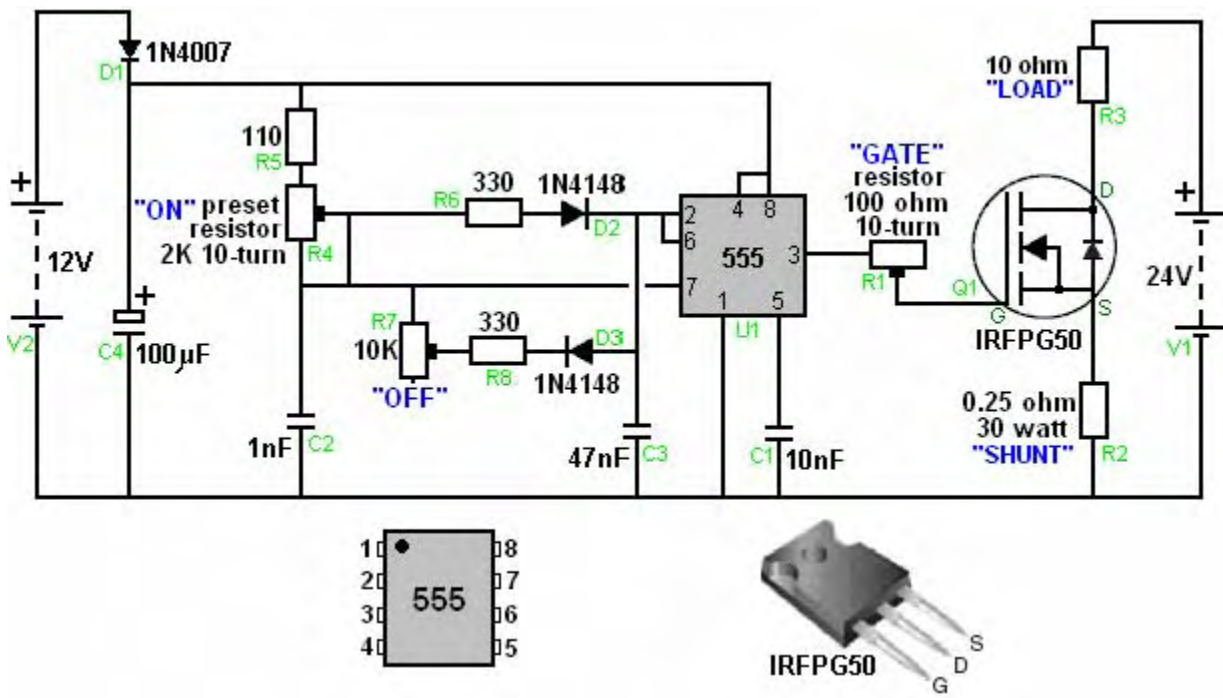 1N4007
D1
10 ohm
"LOAD"
R3
110
R5
"GATE"
resistor
100 ohm
10-turn
R1
330
R6
1N4148
D2
"ON" preset
resistor
2K 10-turn
R4
2
6
7
4
8
3
1
5
555
U1
D
S
G
Q1
IRFPG50
+
12V
V2
+
24V
V1
+
C4
100µF
R7
10K
"OFF"
330
R8
D3
1N4148
0.25 ohm
30 watt
"SHUNT"
R2
1nF
C2
47nF
C3
C1
10nF
1
2
3
4
555
8
7
6
5
IRFPG50
S
D
G